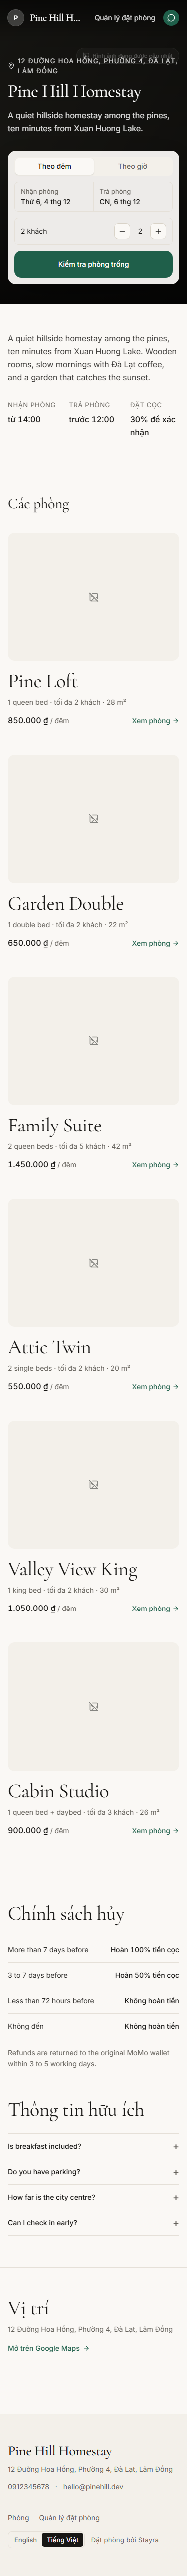 P
Pine Hill H...
Quản lý đặt phòng
12 ĐƯỜNG HOA HỒNG, PHƯỜNG 4, ĐÀ LẠT,
LÂM ĐỒNG
Pine Hill Homestay
A quiet hillside homestay among the pines,
ten minutes from Xuan Huong Lake.
Theo đêm
Theo giờ
Nhận phòng
Trả phòng
Thứ 6, 4 thg 12
CN, 6 thg 12
2 khách
2
Kiểm tra phòng trống
A quiet hillside homestay among the pines,
ten minutes from Xuan Huong Lake. Wooden
rooms, slow mornings with Đà Lạt coffee,
and a garden that catches the sunset.
NHẬN PHÒNG
TRẢ PHÒNG
ĐẶT CỌC
từ 14:00
trước 12:00
30% để xác
nhận
Các phòng
Pine Loft
1 queen bed · tối đa 2 khách · 28 m²
850.000 ₫ / đêm
Xem phòng →
Garden Double
1 double bed · tối đa 2 khách · 22 m²
650.000 ₫ / đêm
Xem phòng →
Family Suite
2 queen beds · tối đa 5 khách · 42 m²
1.450.000 ₫ / đêm
Xem phòng →
Attic Twin
2 single beds · tối đa 2 khách · 20 m²
550.000 ₫ / đêm
Xem phòng →
Valley View King
1 king bed · tối đa 2 khách · 30 m²
1.050.000 ₫ / đêm
Xem phòng →
Cabin Studio
1 queen bed + daybed · tối đa 3 khách · 26 m²
900.000 ₫ / đêm
Xem phòng →
Chính sách hủy
More than 7 days before
Hoàn 100% tiền cọc
3 to 7 days before
Hoàn 50% tiền cọc
Less than 72 hours before
Không hoàn tiền
Không đến
Không hoàn tiền
Refunds are returned to the original MoMo wallet
within 3 to 5 working days.
Thông tin hữu ích
Is breakfast included?
Do you have parking?
How far is the city centre?
Can I check in early?
Vị trí
12 Đường Hoa Hồng, Phường 4, Đà Lạt, Lâm Đồng
Mở trên Google Maps →
Pine Hill Homestay
12 Đường Hoa Hồng, Phường 4, Đà Lạt, Lâm Đồng
0912345678 · hello@pinehill.dev
Phòng
Quản lý đặt phòng
English
Tiếng Việt
Đặt phòng bởi Stayra